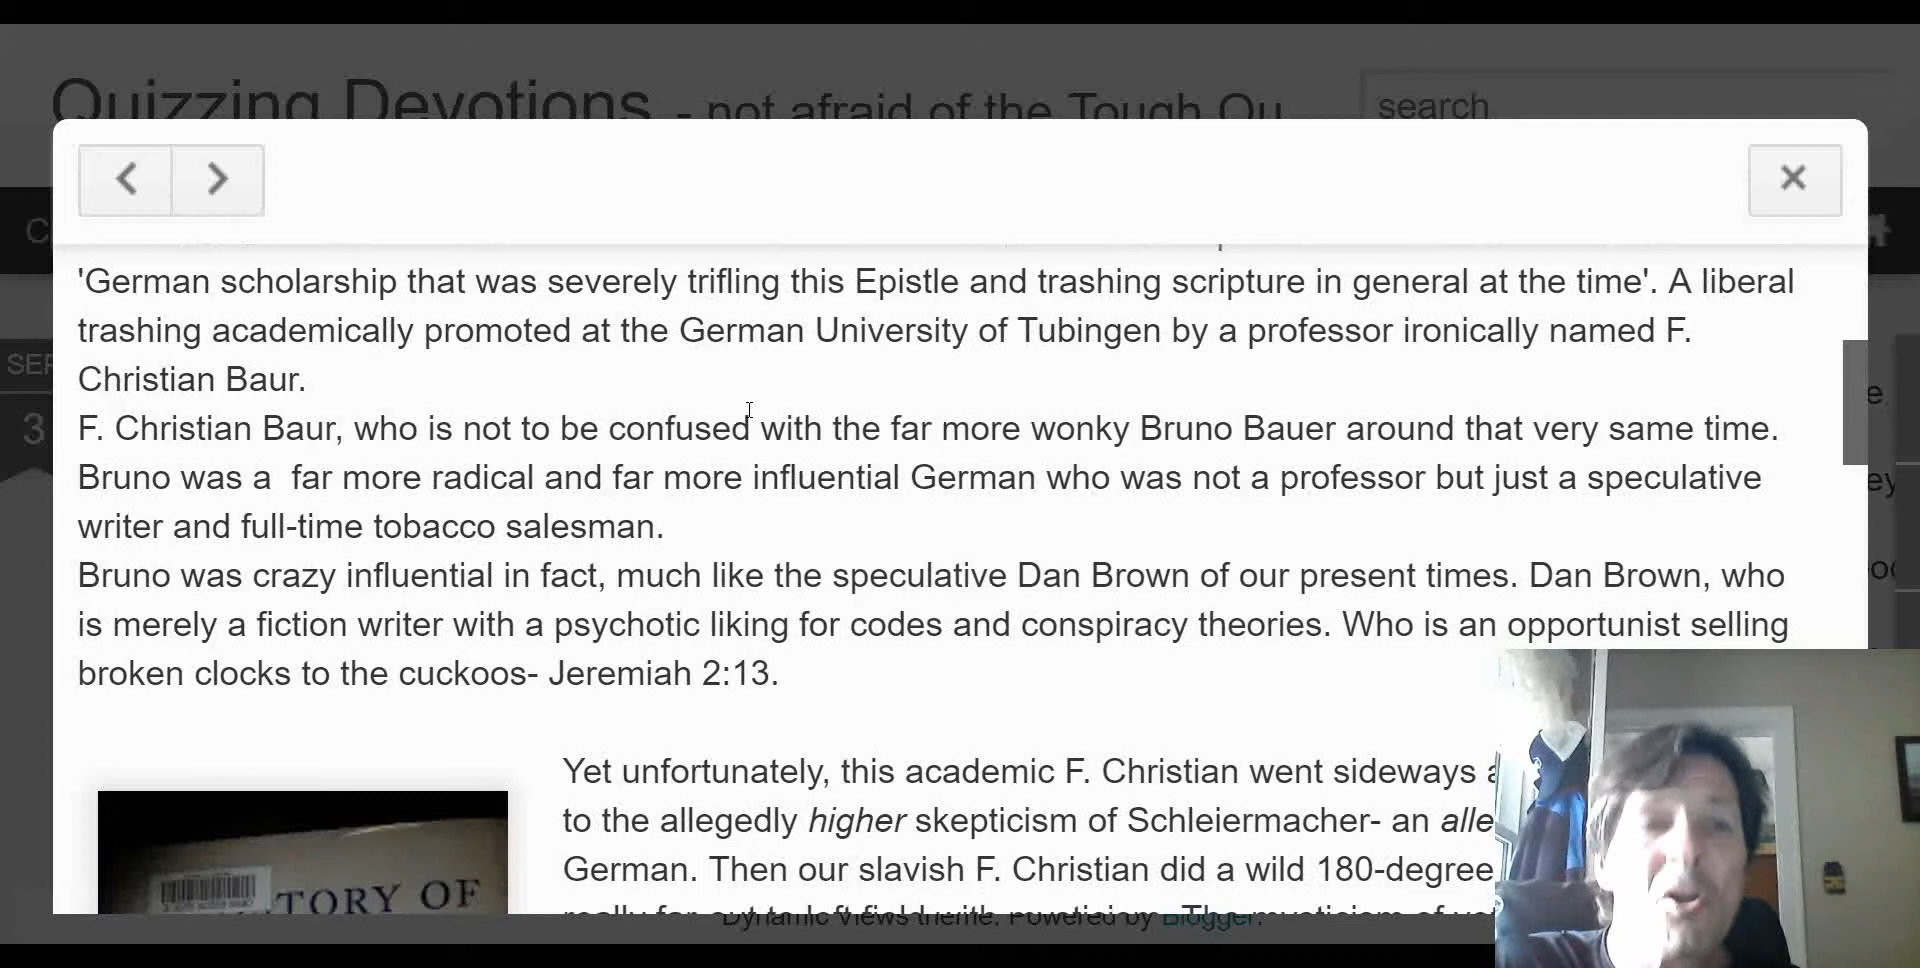 Quizzing Devotions - not afraid of the Tough Qu
search
SEP
3
'German scholarship that was severely trifling this Epistle and trashing scripture in general at the time'. A liberal
trashing academically promoted at the German University of Tubingen by a professor ironically named F.
Christian Baur.
F. Christian Baur, who is not to be confused with the far more wonky Bruno Bauer around that very same time.
Bruno was a  far more radical and far more influential German who was not a professor but just a speculative
writer and full-time tobacco salesman.
Bruno was crazy influential in fact, much like the speculative Dan Brown of our present times. Dan Brown, who
is merely a fiction writer with a psychotic liking for codes and conspiracy theories. Who is an opportunist selling
broken clocks to the cuckoos- Jeremiah 2:13.
Yet unfortunately, this academic F. Christian went sideways a
to the allegedly higher skepticism of Schleiermacher- an alle
German. Then our slavish F. Christian did a wild 180-degree
TORY OF
Dynamic Views theme. Powered by Blogger.